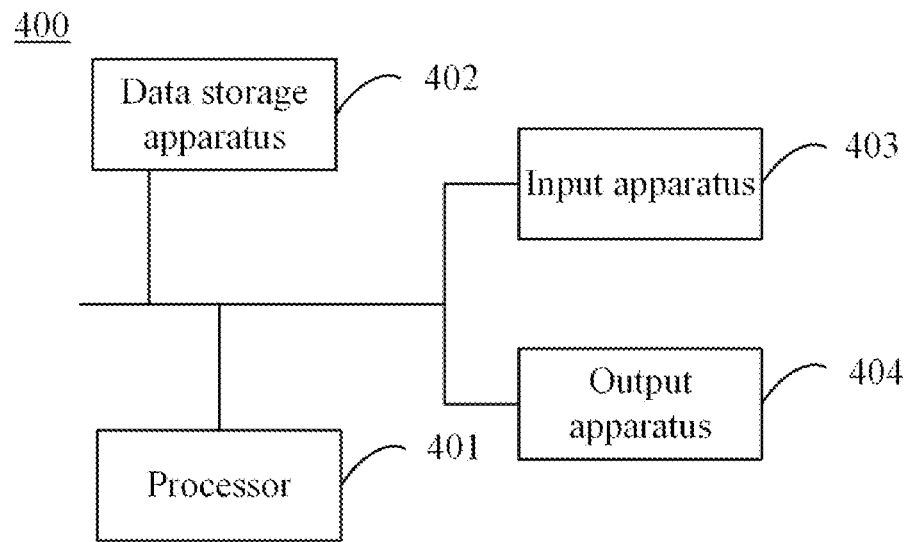 400
Data storage
apparatus
402
Input apparatus
403
Output
apparatus
404
Processor
401